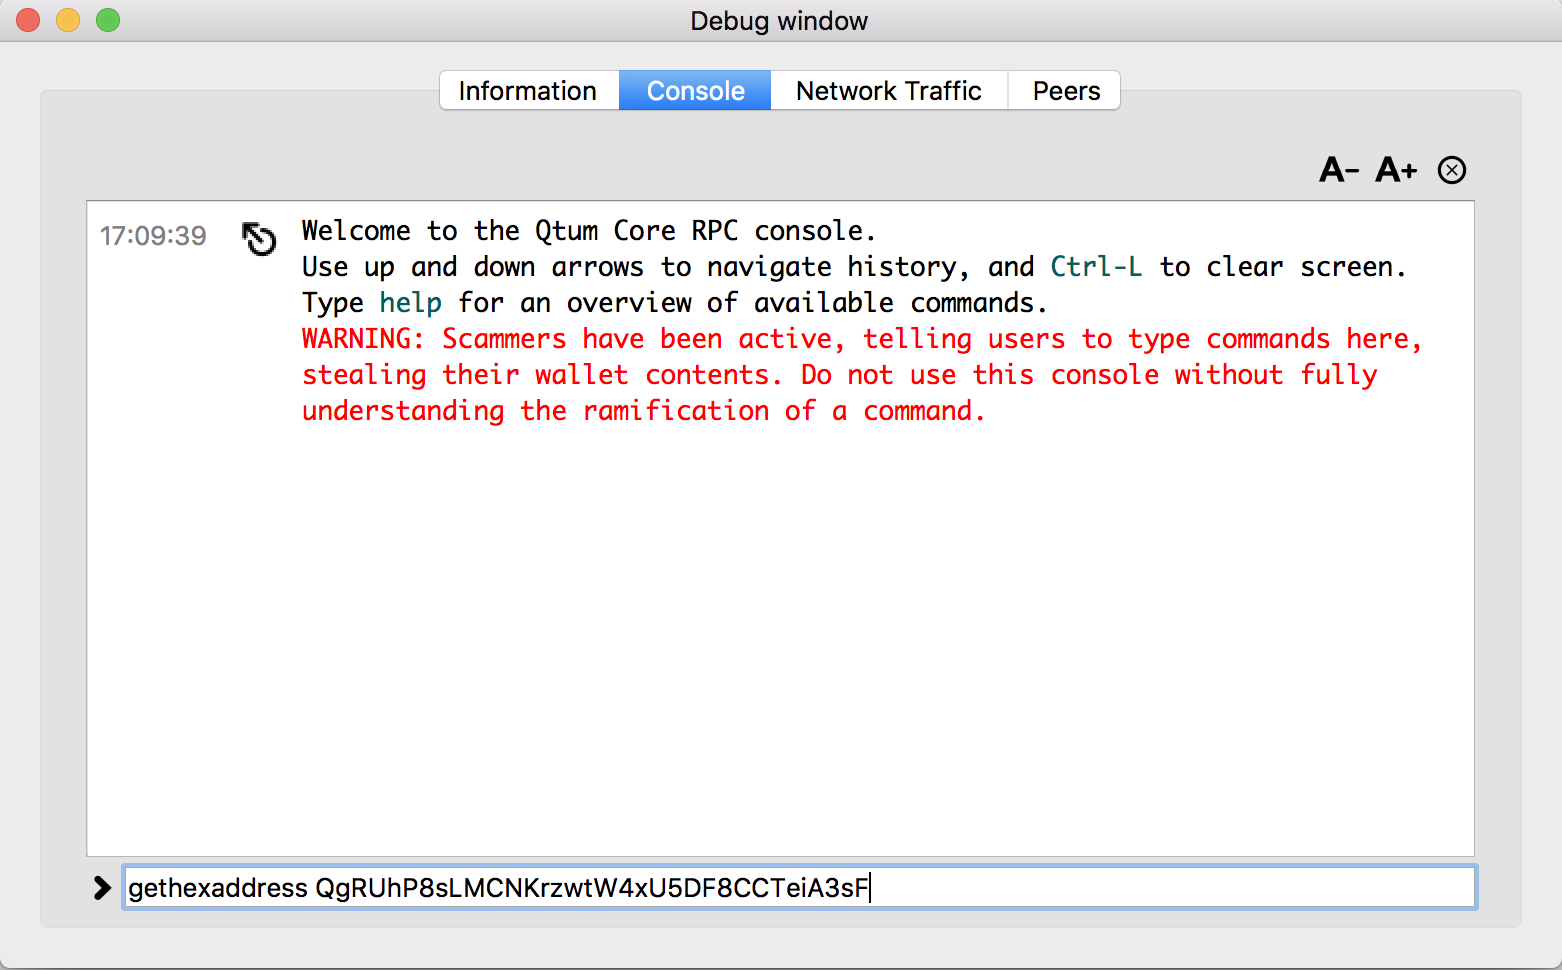 Debug window
Information Console Network Traffic Peers
A- A+
17:09:39 Welcome to the Qtum Core RPC console.
Use up and down arrows to navigate history, and Ctrl-L to clear screen.
Type help for an overview of available commands.
WARNING: Scammers have been active, telling users to type commands here,
stealing their wallet contents. Do not use this console without fully
understanding the ramification of a command.
gethexaddress QgRUhP8sLMCNKrzwtW4xU5DF8CCTeiA3sF